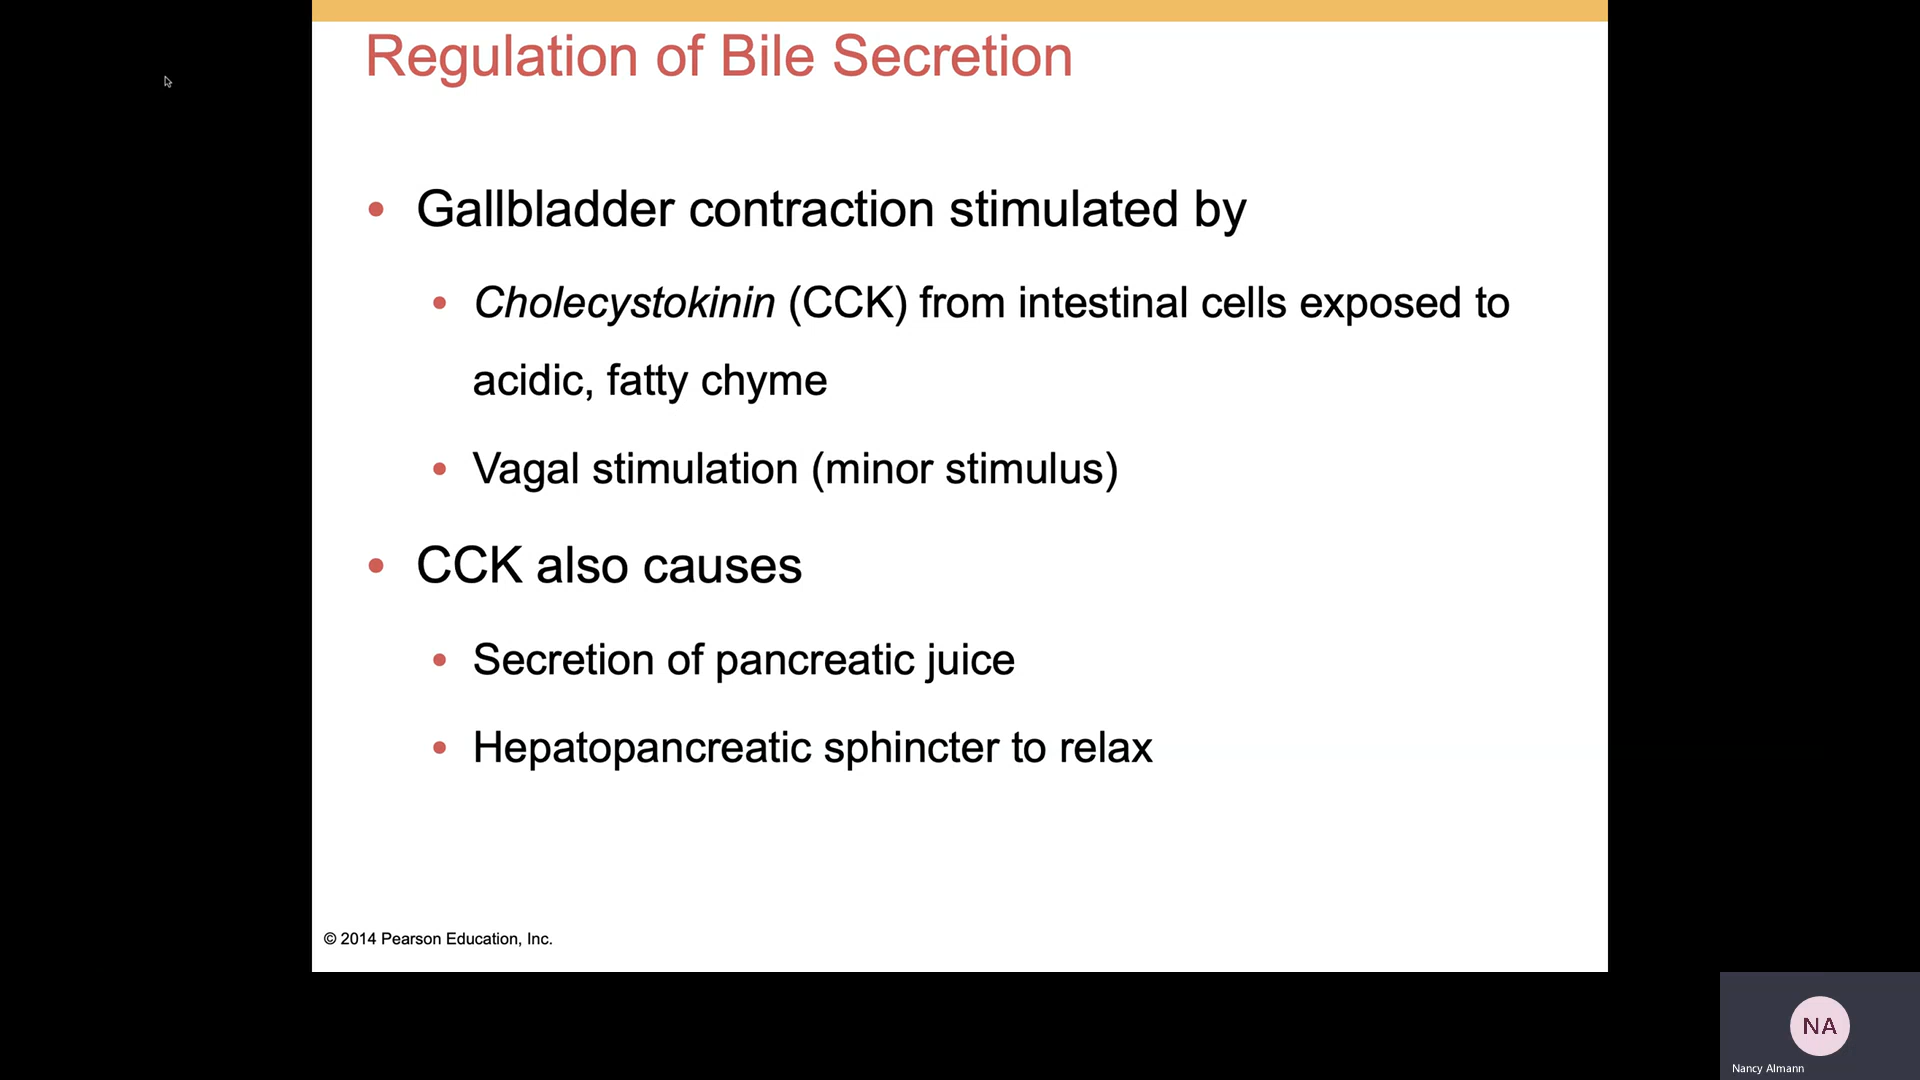 Regulation of Bile Secretion
• Gallbladder contraction stimulated by
• Cholecystokinin (CCK) from intestinal cells exposed to
acidic, fatty chyme
• Vagal stimulation (minor stimulus)
• CCK also causes
• Secretion of pancreatic juice
• Hepatopancreatic sphincter to relax
© 2014 Pearson Education, Inc.
NA
Nancy Almann